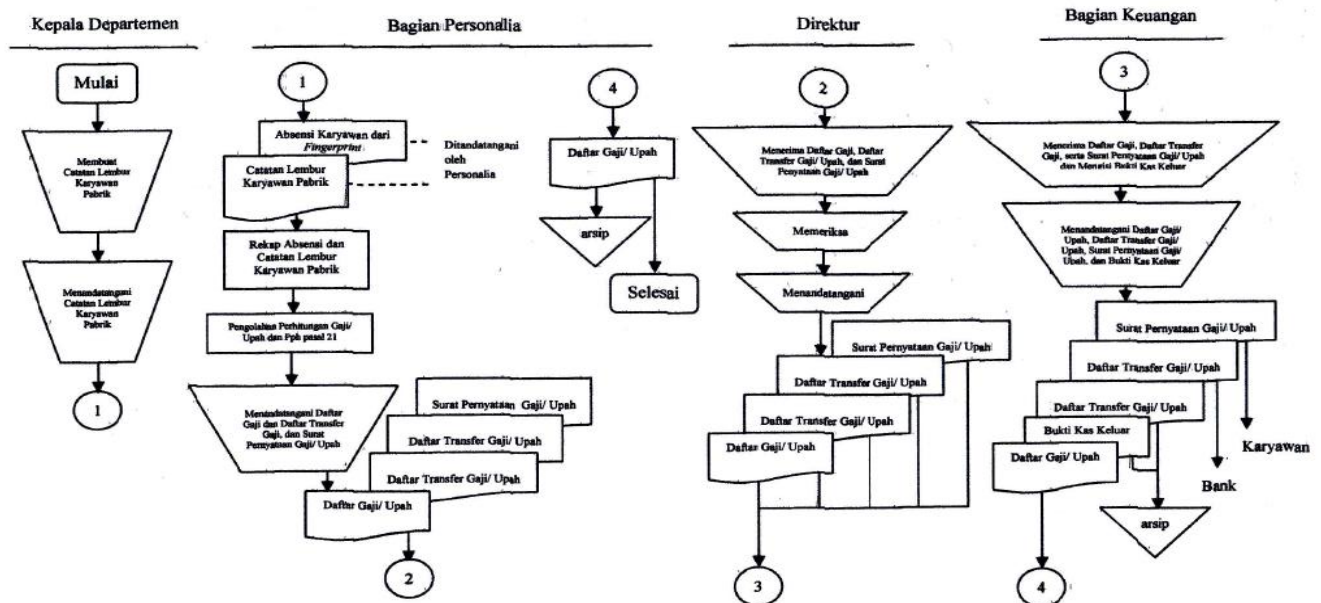 Kepala Departemen
Mulai
Membuat
Catatan Lembur
Karyawan
Pabrik
Menandatangani
Catatan Lembur
Karyawan
Pabrik
1
Bagian Personalia
1
Absensi Karyawan dari
Fingerprint
Catatan Lembur
Karyawan Pabrik
Ditandatangani
oleh
Personalia
Rekap Absensi dan
Catatan Lembur
Karyawan Pabrik
Pengolahan Perhitungan Gaji/
Upah dan Pph pasal 21
Menandatangani Daftar
Gaji dan Daftar Transfer
Gaji, dan Surat
Pernyataan Gaji/ Upah
Surat Pernyataan Gaji/ Upah
Daftar Transfer Gaji/ Upah
Daftar Transfer Gaji/ Upah
Daftar Gaji/ Upah
2
4
Daftar Gaji/ Upah
arsip
Selesai
Direktur
2
Menerima Daftar Gaji, Daftar
Transfer Gaji/ Upah, dan Surat
Penyataan Gaji/ Upah
Memeriksa
Menandatangani
Surat Pernyataan Gaji/ Upah
Daftar Transfer Gaji/ Upah
Daftar Transfer Gaji/ Upah
Daftar Gaji/ Upah
3
Bagian Keuangan
3
Menerima Daftar Gaji, Daftar Transfer
Gaji, serta Surat Pernyataan Gaji/ Upah
dan Mengisi Bukti Kas Keluar
Menandatangani Daftar Gaji/
Upah, Daftar Transfer Gaji/
Upah, Surat Pernyataan Gaji/
Upah, dan Bukti Kas Keluar
Surat Pernyataan Gaji/ Upah
Daftar Transfer Gaji/ Upah
Daftar Transfer Gaji/ Upah
Bukti Kas Keluar
Daftar Gaji/ Upah
Karyawan
Bank
arsip
4